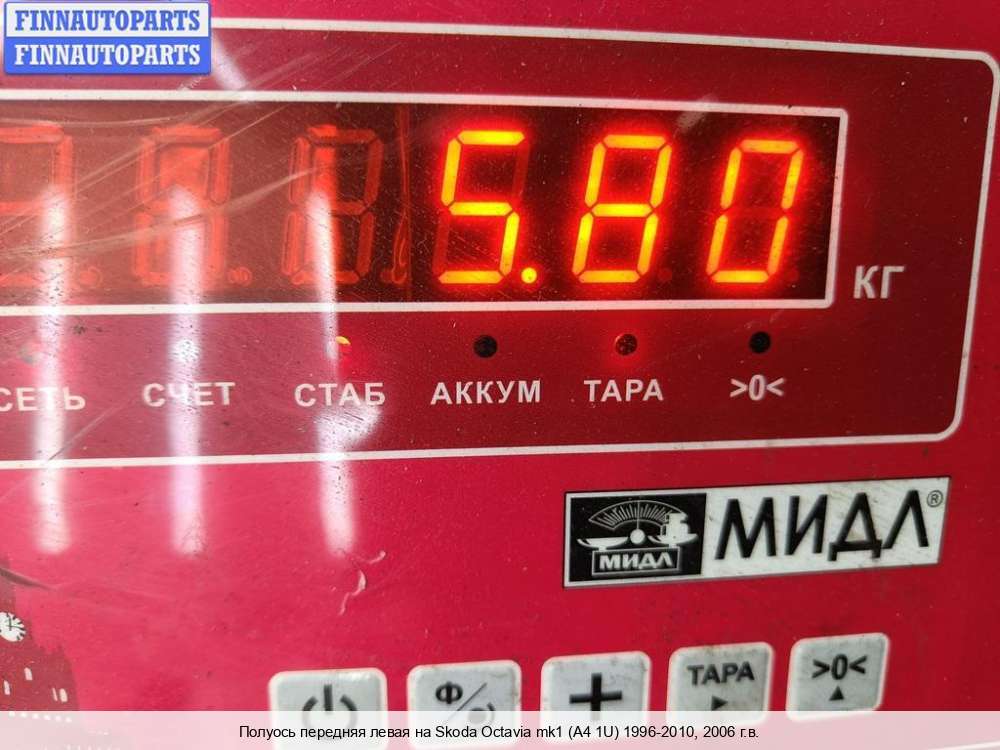 FINNAUTOPARTS
FINNAUTOPARTS
5.80
КГ
СЕТЬ СЧЕТ СТАБ АККУМ ТАРА >0<
МИДЛ МИДЛ®
Ф/О + ТАРА >0<
Полуось передняя левая на Skoda Octavia mk1 (A4 1U) 1996-2010, 2006 г.в.